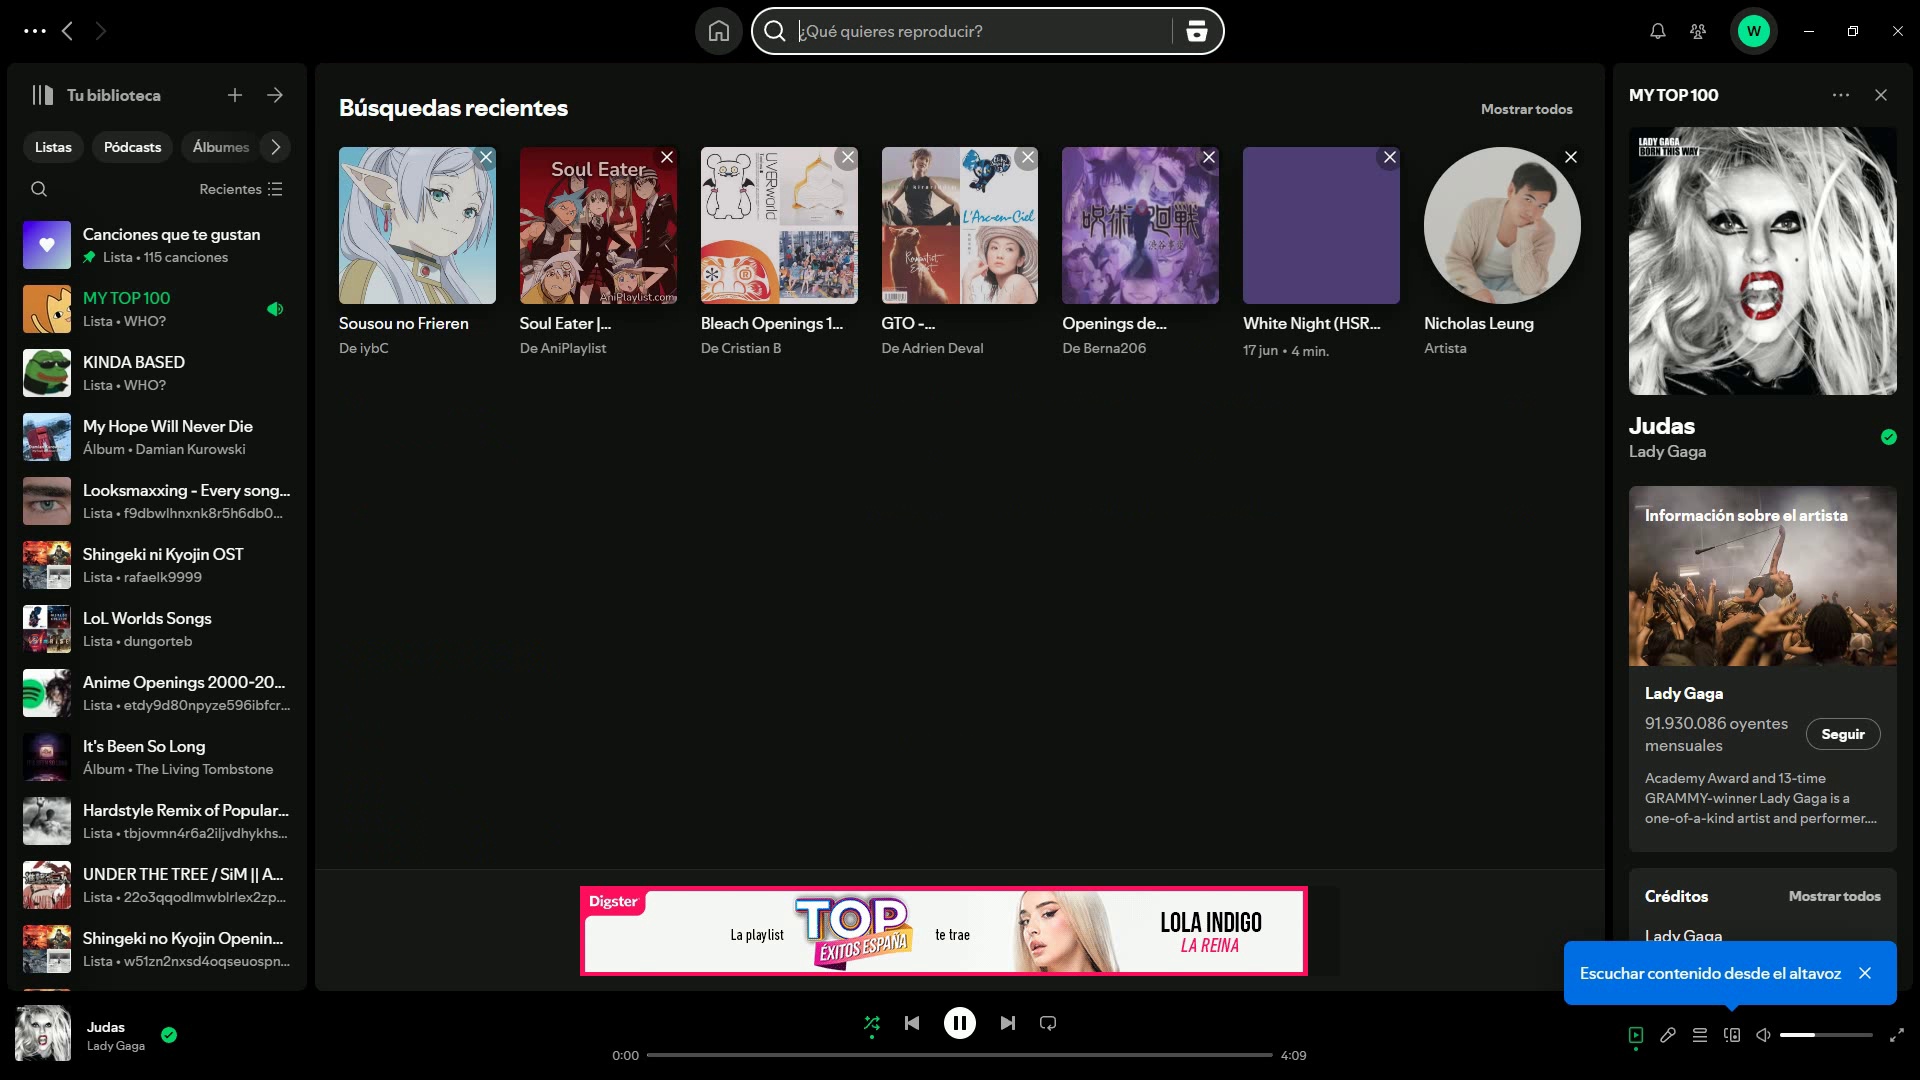 ¿Qué quieres reproducir?
W
Tu biblioteca
Listas
Pódcasts
Álbumes
Recientes
Canciones que te gustan
Lista • 115 canciones
MY TOP 100
Lista • WHO?
KINDA BASED
Lista • WHO?
My Hope Will Never Die
Álbum • Damian Kurowski
Looksmaxxing - Every song...
Lista • f9dbwlhnxnk8r5h6db0...
Shingeki ni Kyojin OST
Lista • rafaelk9999
LoL Worlds Songs
Lista • dungorteb
Anime Openings 2000-20...
Lista • etdy9d80npyze596ibfcr...
It's Been So Long
Álbum • The Living Tombstone
Hardstyle Remix of Popular...
Lista • tbjovmn4r6a2iljvdhykhs...
UNDER THE TREE / SiM || A...
Lista • 22o3qqodlmwblrlex2zp...
Shingeki no Kyojin Openin...
Lista • w51zn2nxsd4oqseuospn...
Búsquedas recientes
Mostrar todos
Soul Eater
AniPlaylist.com
UVERworld
L'Arc~en~Ciel
呪術廻戦
渋谷事変
Sousou no Frieren
De iybC
Soul Eater |...
De AniPlaylist
Bleach Openings 1...
De Cristian B
GTO -...
De Adrien Deval
Openings de...
De Berna206
White Night (HSR...
17 jun • 4 min.
Nicholas Leung
Artista
Digster
La playlist
TOP
ÉXITOS ESPAÑA
te trae
LOLA INDIGO
LA REINA
MY TOP 100
LADY GAGA
BORN THIS WAY
Judas
Lady Gaga
Información sobre el artista
Lady Gaga
91.930.086 oyentes
mensuales
Seguir
Academy Award and 13-time
GRAMMY-winner Lady Gaga is a
one-of-a-kind artist and performer....
Créditos
Mostrar todos
Lady Gaga
Escuchar contenido desde el altavoz
Judas
Lady Gaga
0:00
4:09